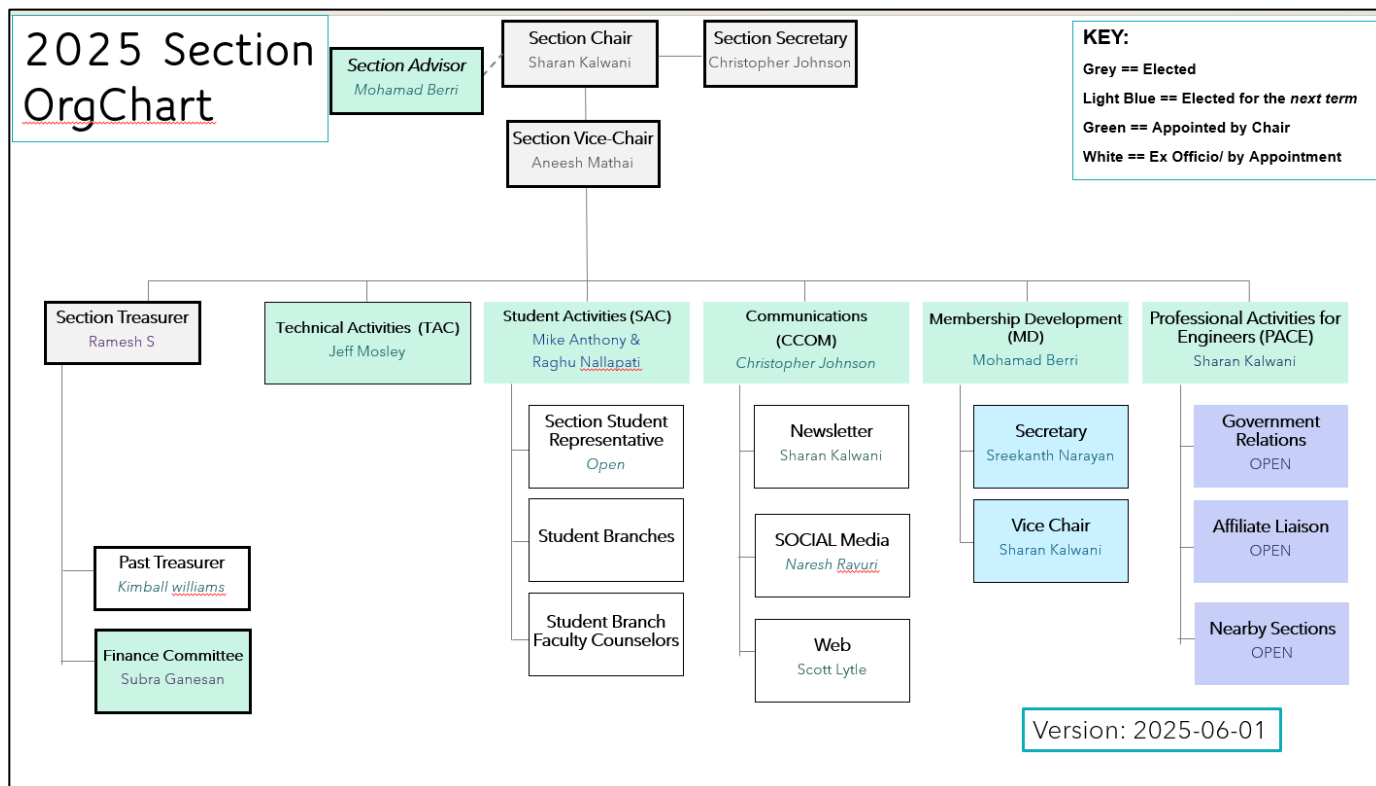 2025 Section
OrgChart
Section Advisor
Mohamad Berri
Section Chair
Sharan Kalwani
Section Secretary
Christopher Johnson
KEY:
Grey == Elected
Light Blue == Elected for the next term
Green == Appointed by Chair
White == Ex Officio/ by Appointment
Section Vice-Chair
Aneesh Mathai
Section Treasurer
Ramesh S
Technical Activities (TAC)
Jeff Mosley
Student Activities (SAC)
Mike Anthony &
Raghu Nallapati
Communications
(CCOM)
Christopher Johnson
Membership Development
(MD)
Mohamad Berri
Professional Activities for
Engineers (PACE)
Sharan Kalwani
Past Treasurer
Kimball williams
Finance Committee
Subra Ganesan
Section Student
Representative
Open
Student Branches
Student Branch
Faculty Counselors
Newsletter
Sharan Kalwani
SOCIAL Media
Naresh Ravuri
Web
Scott Lytle
Secretary
Sreekanth Narayan
Vice Chair
Sharan Kalwani
Government
Relations
OPEN
Affiliate Liaison
OPEN
Nearby Sections
OPEN
Version: 2025-06-01